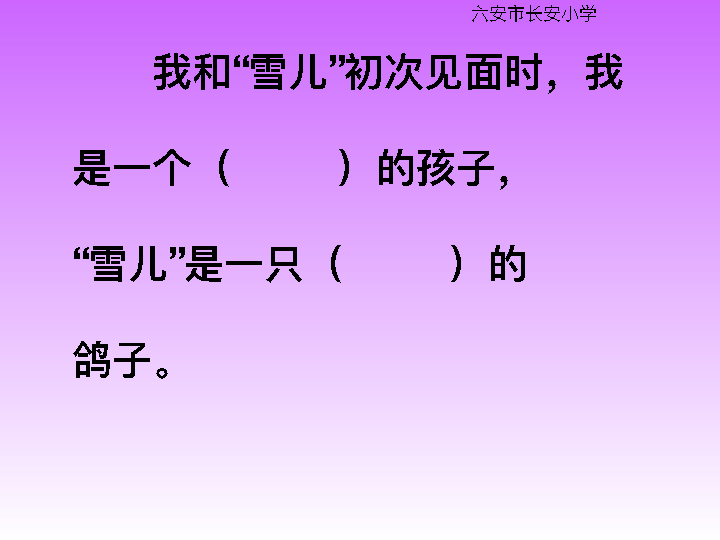 六安市长安小学
我和“雪儿”初次见面时，我
是一个（　　）的孩子，
“雪儿”是一只（　　）的
鸽子。